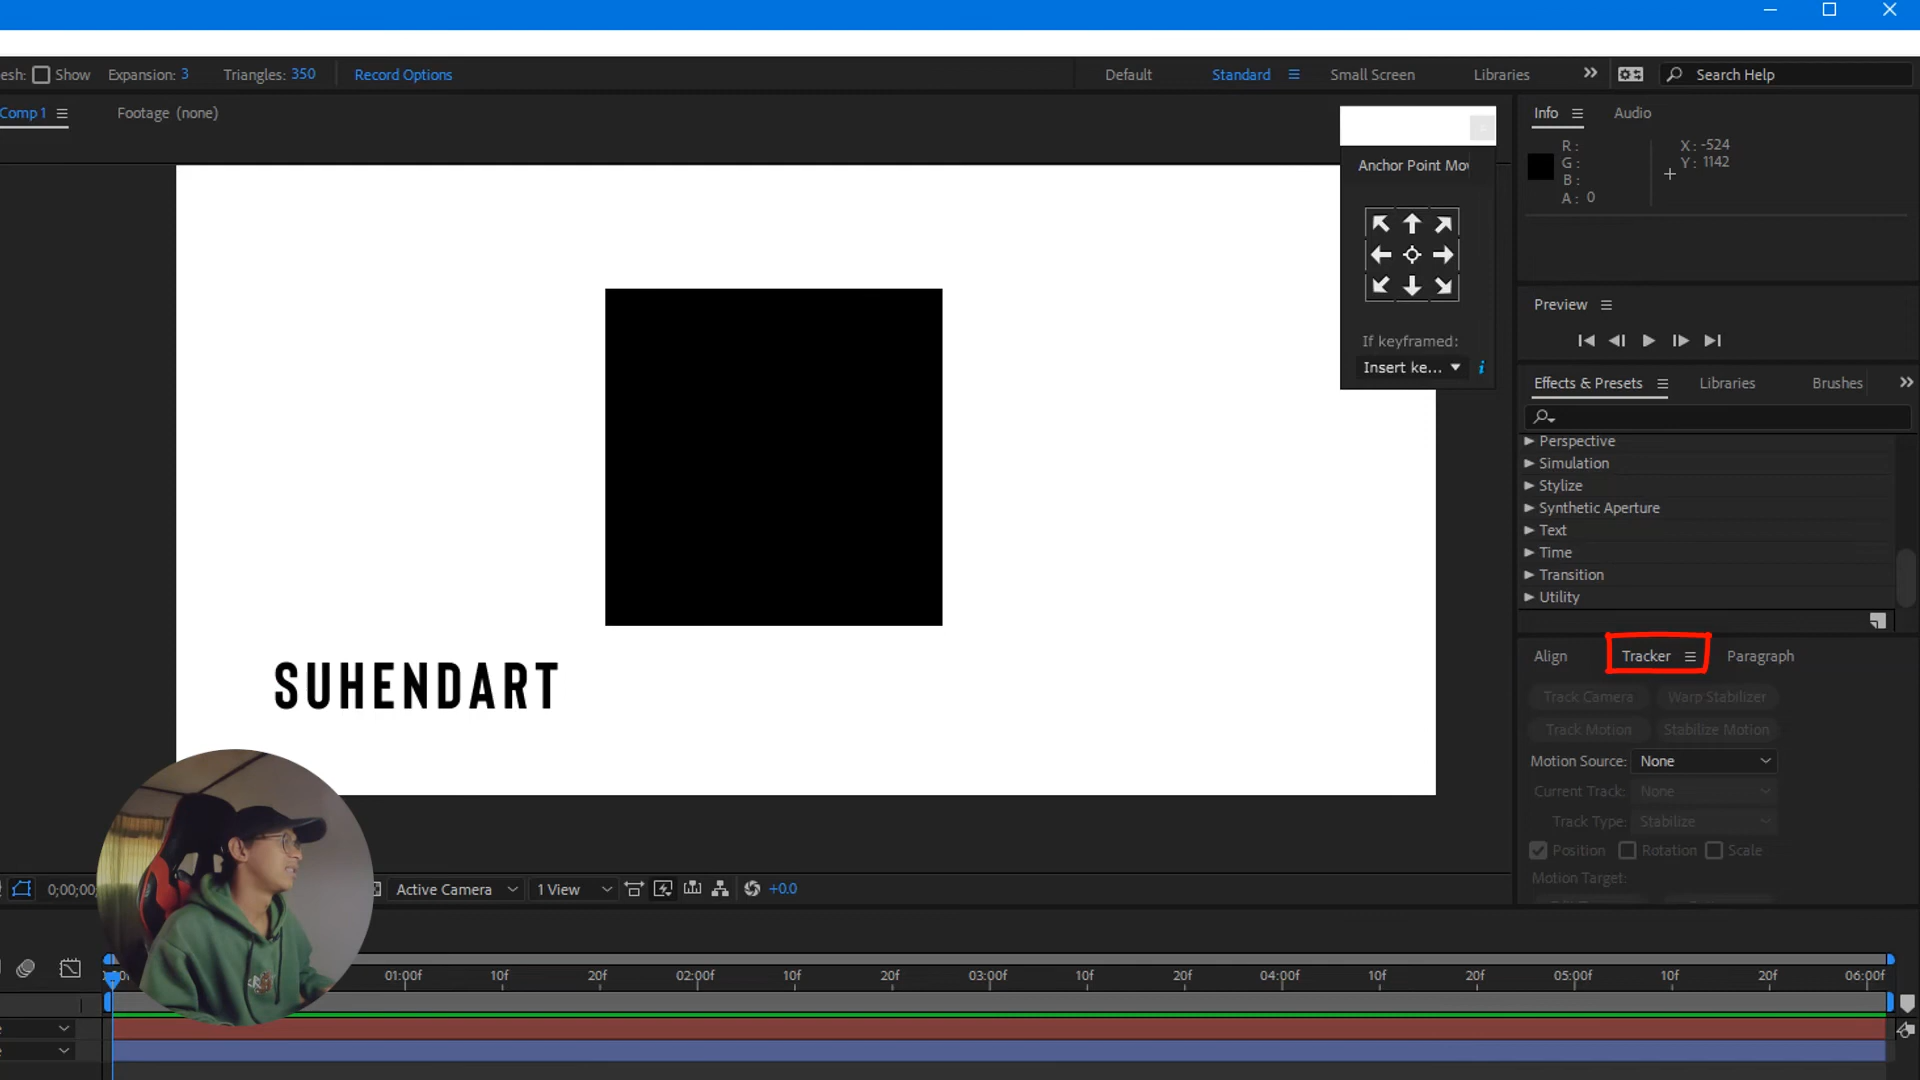 esh: Show Expansion: 3 Triangles: 350 Record Options Default Standard Small Screen Libraries Search Help
Comp 1 Footage (none)
Info Audio
R :
G :
B :
A : 0
X : -524
Y : 1142
Anchor Point Mov
If keyframed:
Insert ke...
Preview
Effects & Presets Libraries Brushes
Perspective
Simulation
Stylize
Synthetic Aperture
Text
Time
Transition
Utility
SUHENDART
Align Tracker Paragraph
Track Camera Warp Stabilizer
Track Motion Stabilize Motion
Motion Source: None
Current Track: None
Track Type: Stabilize
Position Rotation Scale
Motion Target:
0;00;00; Active Camera 1 View +0.0
01:00f 10f 20f 02:00f 10f 20f 03:00f 10f 20f 04:00f 10f 20f 05:00f 10f 20f 06:00f